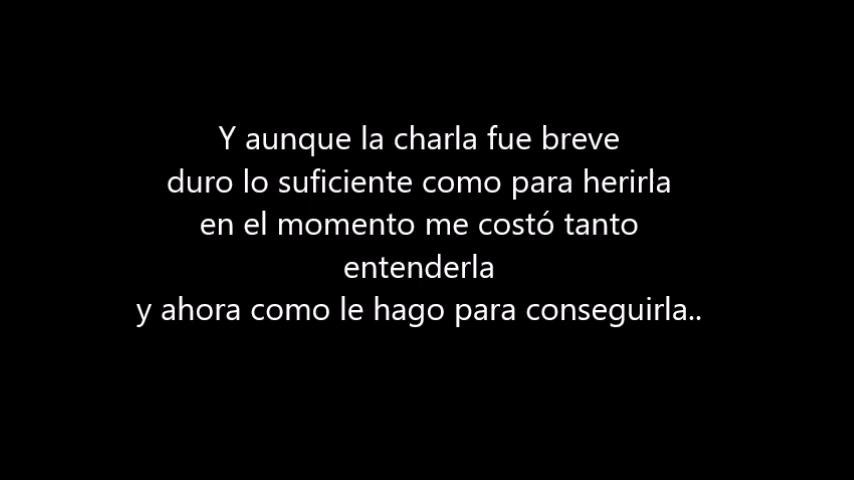 Y aunque la charla fue breve
duro lo suficiente como para herirla
en el momento me costó tanto
entenderla
y ahora como le hago para conseguirla..